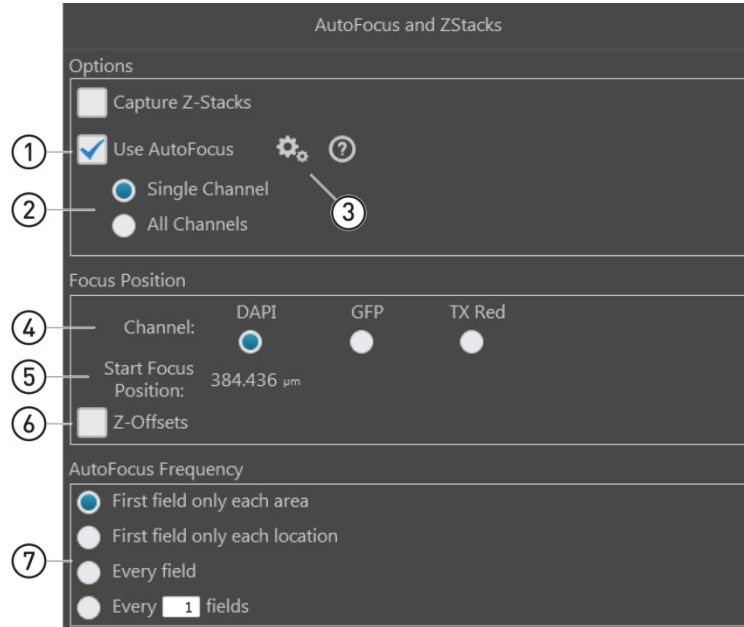 AutoFocus and ZStacks
Options
Capture Z-Stacks
1 Use AutoFocus ?
Single Channel
2
3
All Channels
Focus Position
DAPI GFP TX Red
4 Channel:
5 Start Focus
Position: 384.436 µm
6 Z-Offsets
AutoFocus Frequency
First field only each area
First field only each location
7
Every field
Every 1 fields